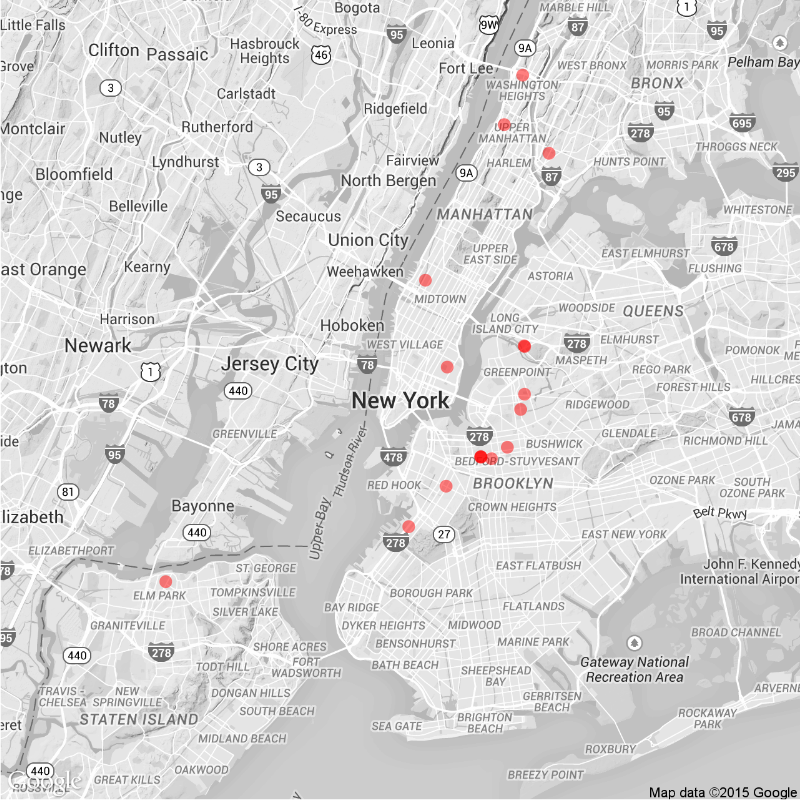 Bogota
MARBLE HILL
1
Little Falls
I-80 Express
9W
87
95
95
Leonia
9A
Clifton
Passaic
Hasbrouck
Heights
46
Fort Lee
WEST BRONX
MORRIS PARK
Pelham Bay
Grove
WASHINGTON
HEIGHTS
BRONX
3
Carlstadt
Ridgefield
95
Nutley
Rutherford
UPPER
MANHATTAN
278
695
Montclair
Lyndhurst
3
Fairview
HARLEM
HUNTS POINT
THROGGS NECK
Bloomfield
North Bergen
9A
87
295
95
nge
Belleville
Secaucus
MANHATTAN
WHITESTONE
Union City
678
ast Orange
Kearny
Weehawken
UPPER
EAST SIDE
EAST ELMHURST
FLUSHING
ASTORIA
MIDTOWN
WOODSIDE
QUEENS
Harrison
Hoboken
LONG
ISLAND CITY
Newark
WEST VILLAGE
278
ELMHURST
POMONOK
Jersey City
78
MASPETH
FRESH M
1
GREENPOINT
REGO PARK
HILLCRES
440
FOREST HILLS
78
New York
RIDGEWOOD
678
JAMA
GREENVILLE
GLENDALE
278
BUSHWICK
RICHMOND HILL
95
478
BEDFORD-STUYVESANT
Hudson River
81
RED HOOK
BROOKLYN
OZONE PARK
SOUTH
OZONE PARK
lizabeth
Bayonne
CROWN HEIGHTS
Belt Pkwy
440
Upper Bay
27
EAST NEW YORK
ELIZABETHPORT
278
78
ST. GEORGE
EAST FLATBUSH
John F. Kennedy
International Airport
ELM PARK
TOMPKINSVILLE
BOROUGH PARK
SILVER LAKE
BAY RIDGE
FLATLANDS
GRANITEVILLE
DYKER HEIGHTS
MIDWOOD
95
BROAD CHANNEL
278
SHORE ACRES
BENSONHURST
MARINE PARK
440
TODT HILL
FORT
WADSWORTH
BATH BEACH
Gateway National
Recreation Area
SHEEPSHEAD
BAY
TRAVIS -
CHELSEA
NEW
SPRINGVILLE
DONGAN HILLS
GERRITSEN
BEACH
ARVERNE
SOUTH BEACH
STATEN ISLAND
SEA GATE
BRIGHTON
BEACH
ROCKAWAY
PARK
MIDLAND BEACH
ROXBURY
440
Google
GREAT KILLS
OAKWOOD
BREEZY POINT
ROSSVILLE
Map data ©2015 Google